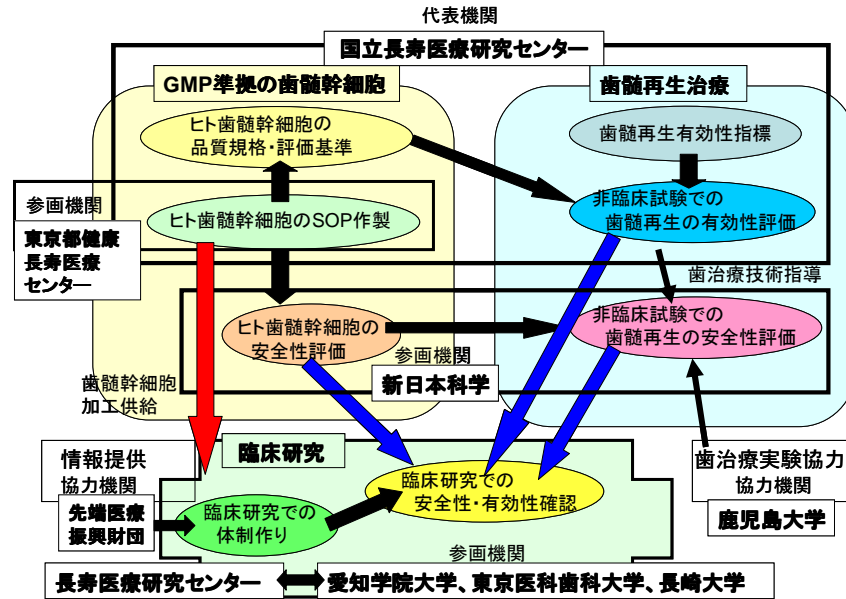 代表機関
国立長寿医療研究センター
GMP準拠の歯髄幹細胞
歯髄再生治療
ヒト歯髄幹細胞の
品質規格・評価基準
歯髄再生有効性指標
参画機関
東京都健康
長寿医療
センター
ヒト歯髄幹細胞のSOP作製
非臨床試験での
歯髄再生の有効性評価
歯治療技術指導
ヒト歯髄幹細胞の
安全性評価
参画機関
新日本科学
非臨床試験での
歯髄再生の安全性評価
歯髄幹細胞
加工供給
情報提供
協力機関
先端医療
振興財団
臨床研究
臨床研究での
体制作り
臨床研究での
安全性・有効性確認
歯治療実験協力
協力機関
鹿児島大学
参画機関
長寿医療研究センター
愛知学院大学、東京医科歯科大学、長崎大学